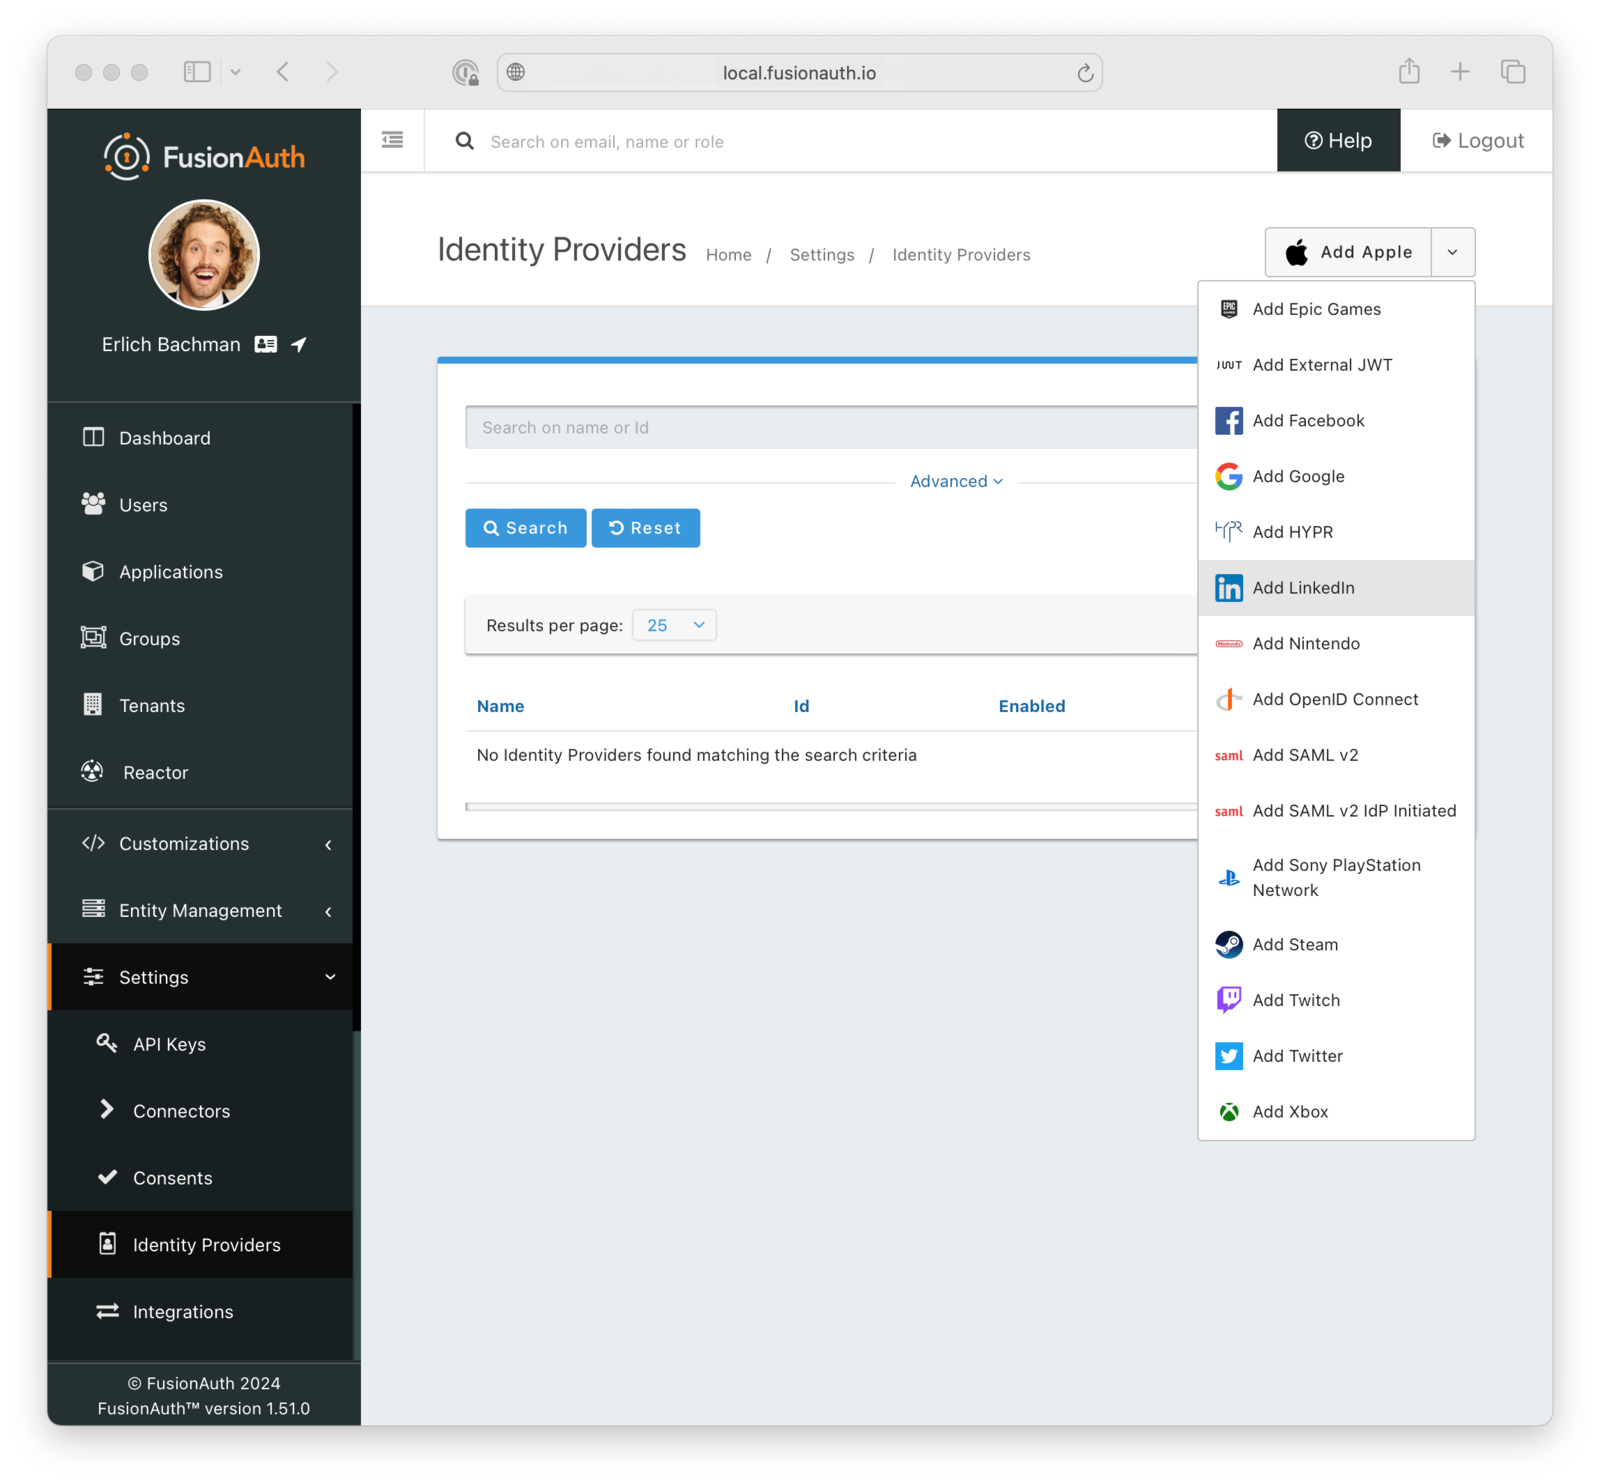 local.fusionauth.io
FusionAuth
Search on email, name or role
Help
Logout
Erlich Bachman
Identity Providers
Home / Settings / Identity Providers
Add Apple
Dashboard
Users
Applications
Groups
Tenants
Reactor
Customizations
Entity Management
Settings
API Keys
Connectors
Consents
Identity Providers
Integrations
© FusionAuth 2024
FusionAuth™ version 1.51.0
Search on name or Id
Advanced
Search
Reset
Results per page: 25
Name Id Enabled
No Identity Providers found matching the search criteria
EPIC Add Epic Games
JWT Add External JWT
Add Facebook
Add Google
HYPR Add HYPR
in Add LinkedIn
Nintendo Add Nintendo
Add OpenID Connect
saml Add SAML v2
saml Add SAML v2 IdP Initiated
Add Sony PlayStation
Network
Add Steam
Add Twitch
Add Twitter
Add Xbox